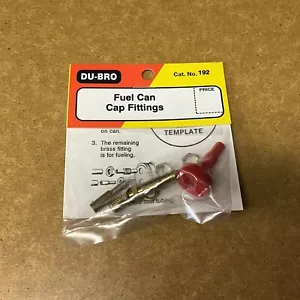 DU-BRO
Cat. No. 192
Fuel Can
Cap Fittings
PRICE
on can.
TEMPLATE
3. The remaining
brass fitting
is for fueling.
tubing